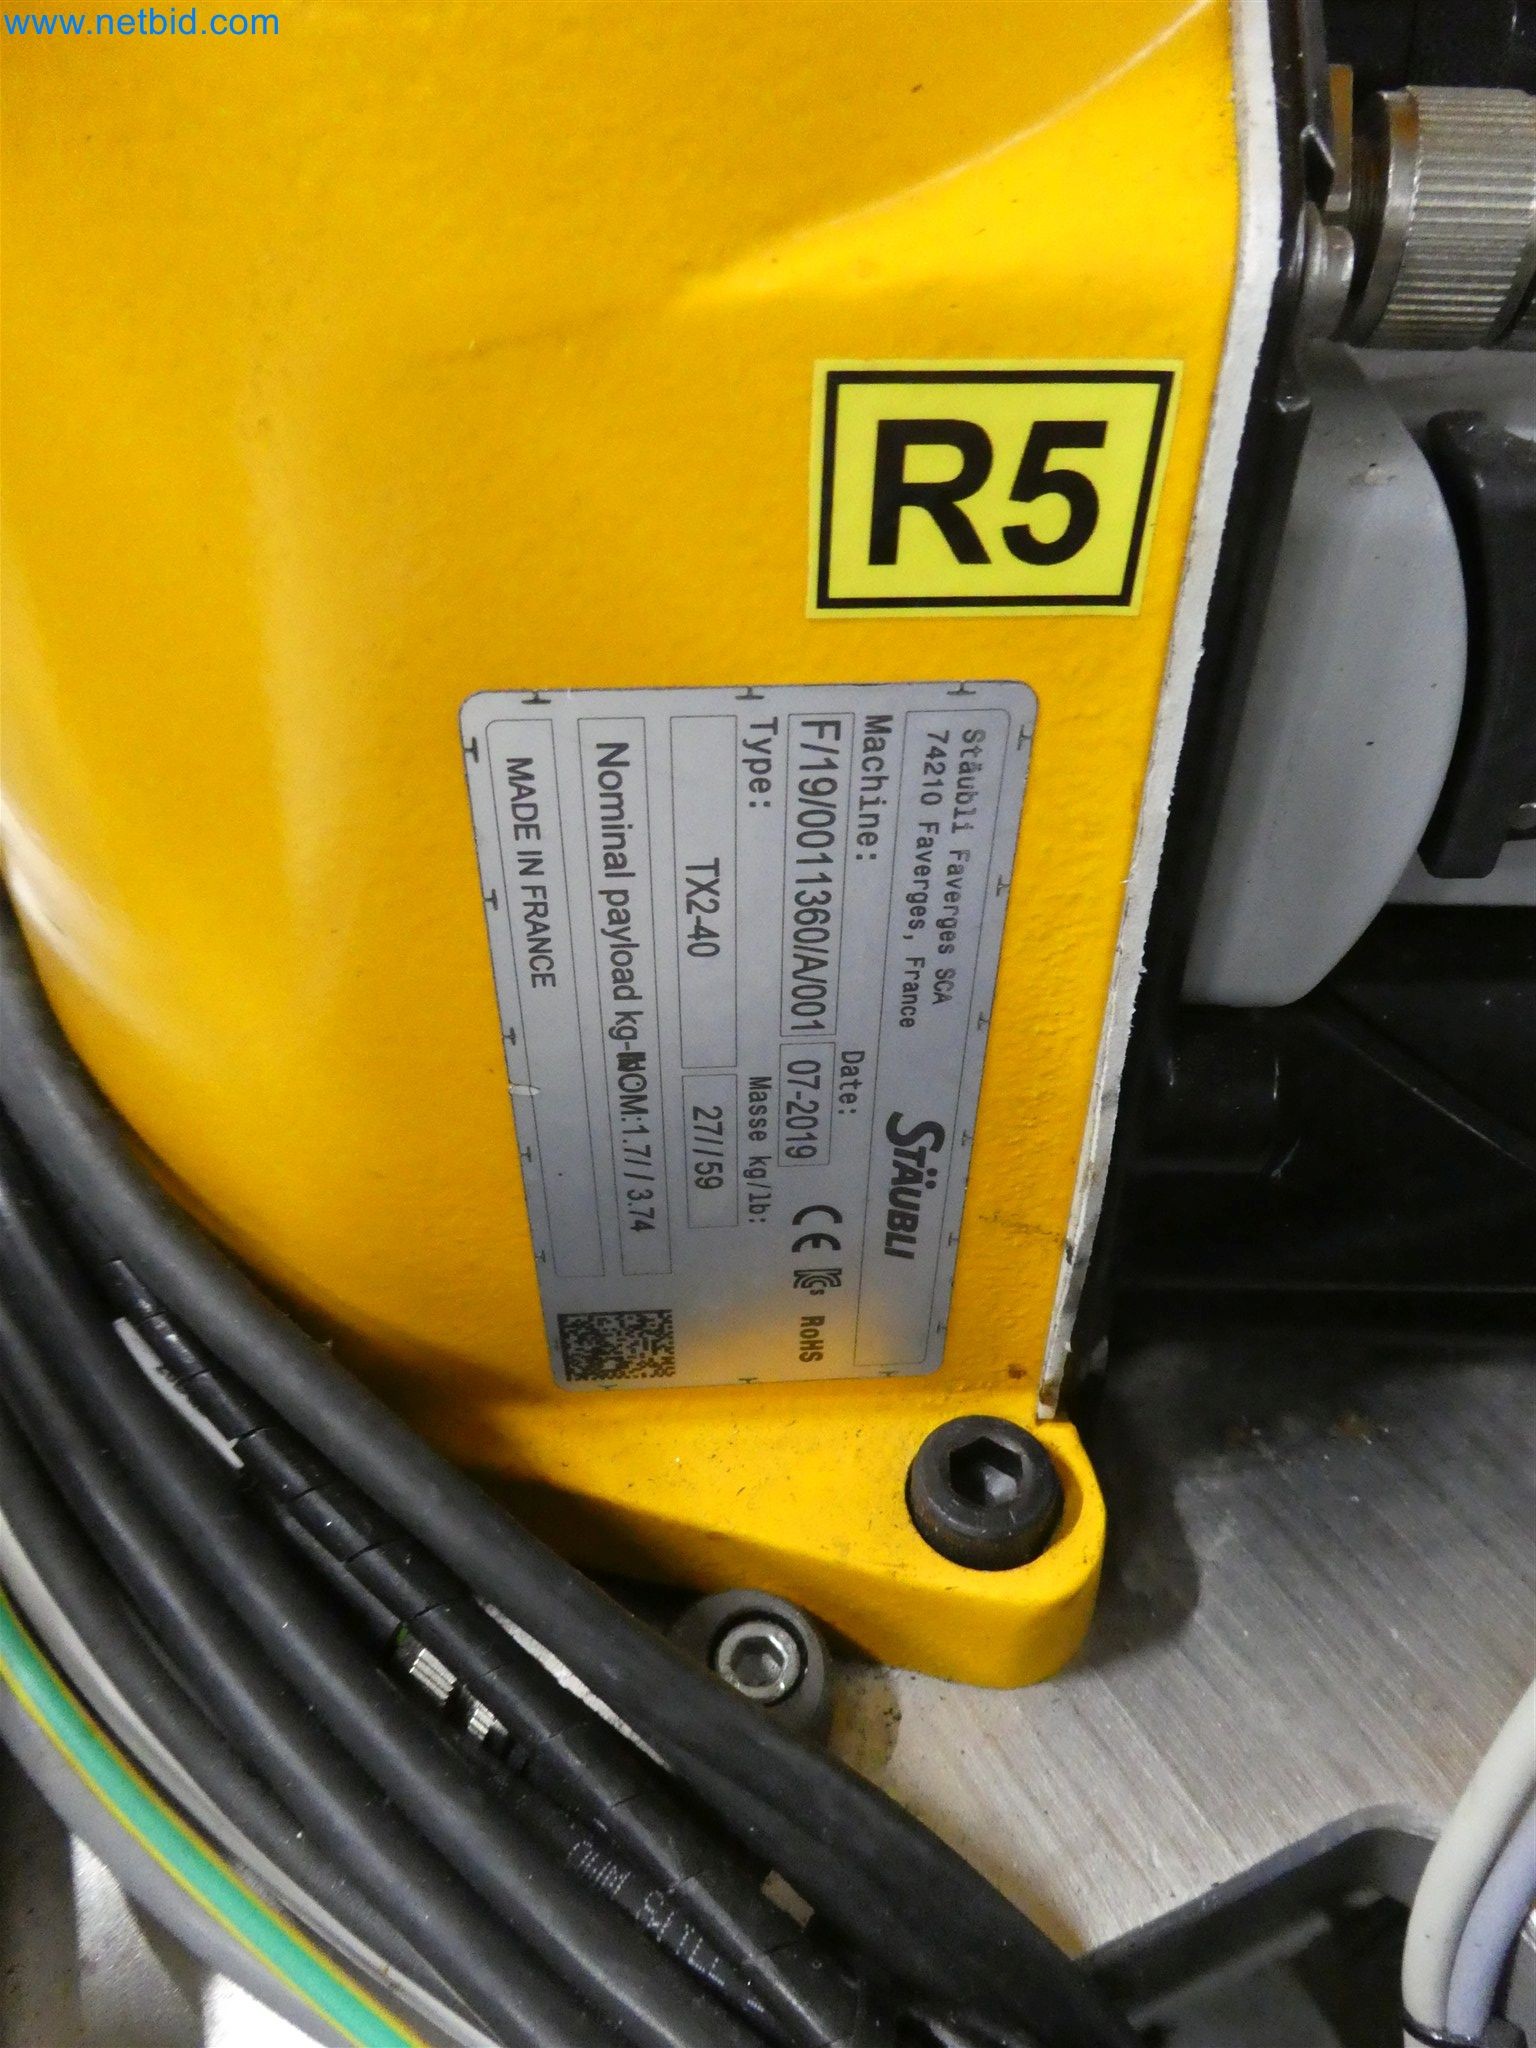 www.netbid.com
R5
Stäubli Faverges SCA
74210 Faverges, France
STÄUBLI
Machine:
Date:
F/19/0011360/A/001
07-2019
CE
RoHS
Type:
Masse kg/lb:
TX2-40
27//59
Nominal payload kg- NOM:1.7// 3.74
MADE IN FRANCE